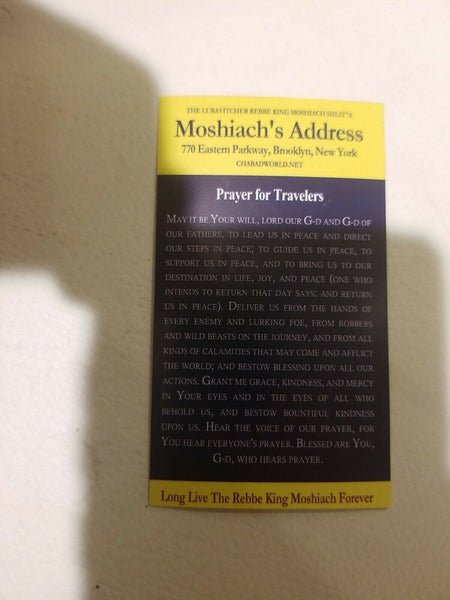 THE LUBAVITCHER REBBE KING MOSHIACH SHLIT"A
Moshiach's Address
770 Eastern Parkway, Brooklyn, New York
CHABADWORLD.NET
Prayer for Travelers
MAY IT BE YOUR WILL, LORD OUR G-D AND G-D OF
OUR FATHERS, TO LEAD US IN PEACE AND DIRECT
OUR STEPS IN PEACE; TO GUIDE US IN PEACE, TO
SUPPORT US IN PEACE, AND TO BRING US TO OUR
DESTINATION IN LIFE, JOY, AND PEACE (ONE WHO
INTENDS TO RETURN THAT DAY SAYS: AND RETURN
US IN PEACE). DELIVER US FROM THE HANDS OF
EVERY ENEMY AND LURKING FOE, FROM ROBBERS
AND WILD BEASTS ON THE JOURNEY, AND FROM ALL
KINDS OF CALAMITIES THAT MAY COME AND AFFLICT
THE WORLD; AND BESTOW BLESSING UPON ALL OUR
ACTIONS. GRANT ME GRACE, KINDNESS, AND MERCY
IN YOUR EYES AND IN THE EYES OF ALL WHO
BEHOLD US, AND BESTOW BOUNTIFUL KINDNESS
UPON US. HEAR THE VOICE OF OUR PRAYER, FOR
YOU HEAR EVERYONE'S PRAYER. BLESSED ARE YOU,
G-D, WHO HEARS PRAYER.
Long Live The Rebbe King Moshiach Forever